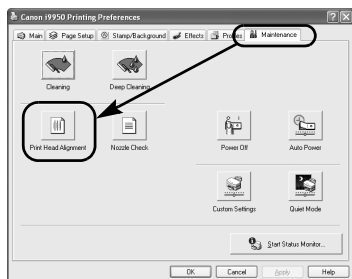 Canon i9950 Printing Preferences
Main Page Setup Stamp/Background Effects Profiles Maintenance
Cleaning Deep Cleaning
Print Head Alignment Nozzle Check Power Off Auto Power
Custom Settings Quiet Mode
Start Status Monitor...
OK Cancel Apply Help